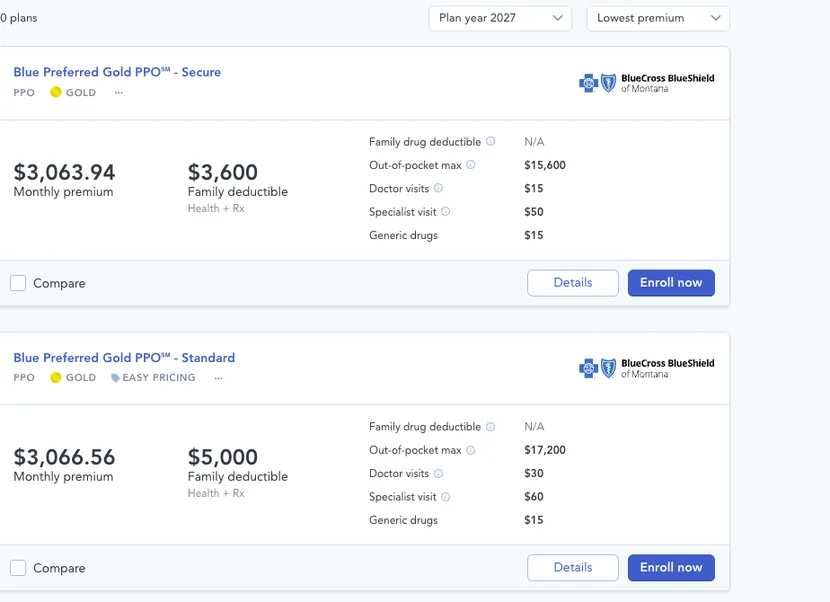 0 plans
Plan year 2027
Lowest premium
Blue Preferred Gold PPO℠ - Secure
PPO GOLD ...
BlueCross BlueShield
of Montana
$3,063.94
Monthly premium
$3,600
Family deductible
Health + Rx
Family drug deductible N/A
Out-of-pocket max $15,600
Doctor visits $15
Specialist visit $50
Generic drugs $15
Compare
Details
Enroll now
Blue Preferred Gold PPO℠ - Standard
PPO GOLD EASY PRICING ...
BlueCross BlueShield
of Montana
$3,066.56
Monthly premium
$5,000
Family deductible
Health + Rx
Family drug deductible N/A
Out-of-pocket max $17,200
Doctor visits $30
Specialist visit $60
Generic drugs $15
Compare
Details
Enroll now